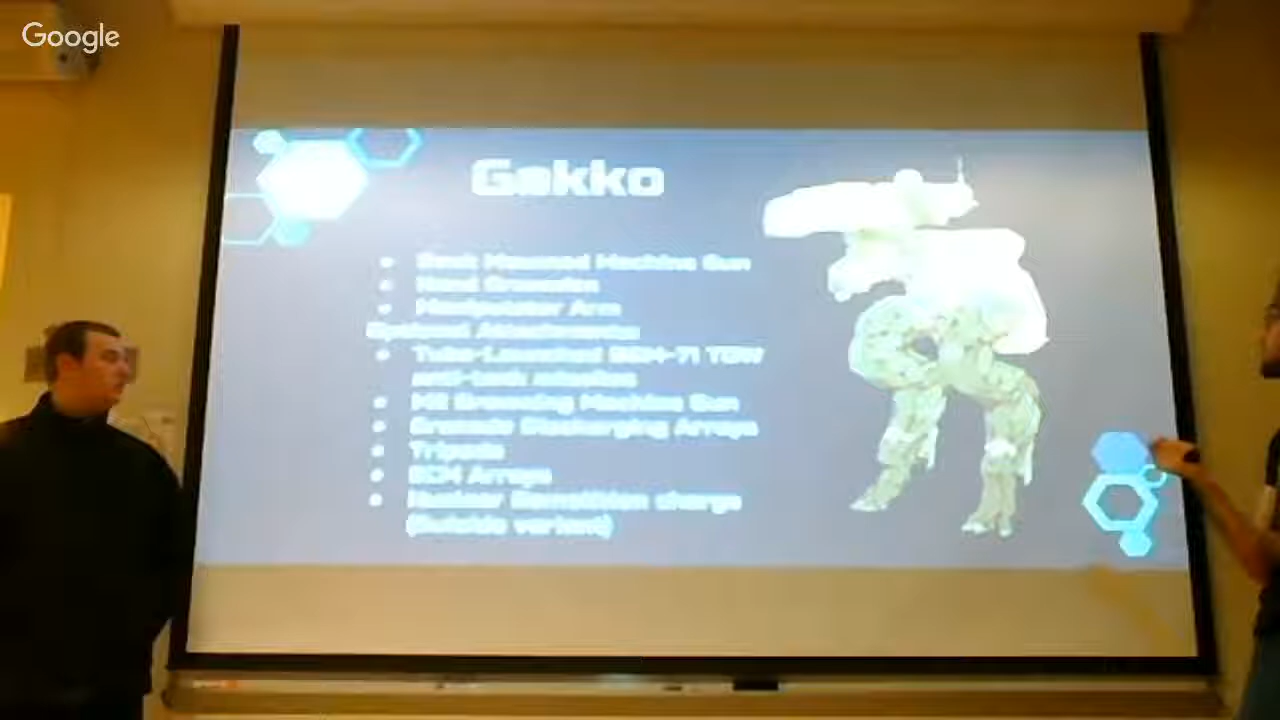 Google
Gekko
Back Mounted Machine Gun
Hand Grenades
Manipulator Arm
Optional Attachments
Tube-Launched BGM-71 TOW
anti-tank missiles
M2 Browning Machine Gun
Grenade Discharging Arrays
Tripods
ECM Arrays
Nuclear Demolition charge
(Suicide variant)